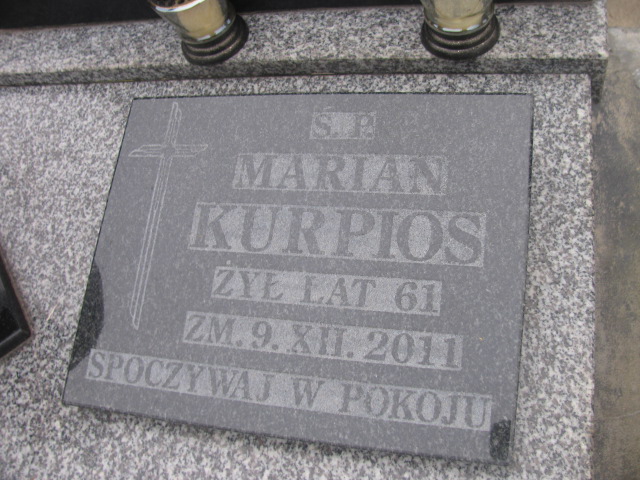 Ś. P.
MARIAN
KURPIOS
ŻYŁ LAT 61
ZM. 9. XII. 2011
SPOCZYWAJ W POKOJU